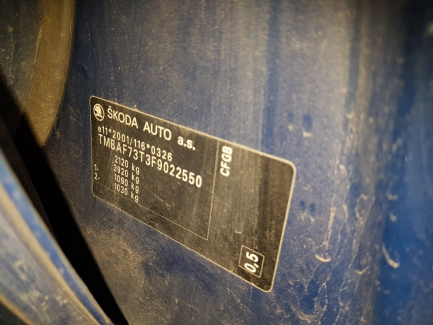 ŠKODA AUTO a.s.
e11*2001/116*0326
TMBAF73T3F9022550
2120 kg
3920 kg
1. 1090 kg
2. 1030 kg
CFGB
0,5